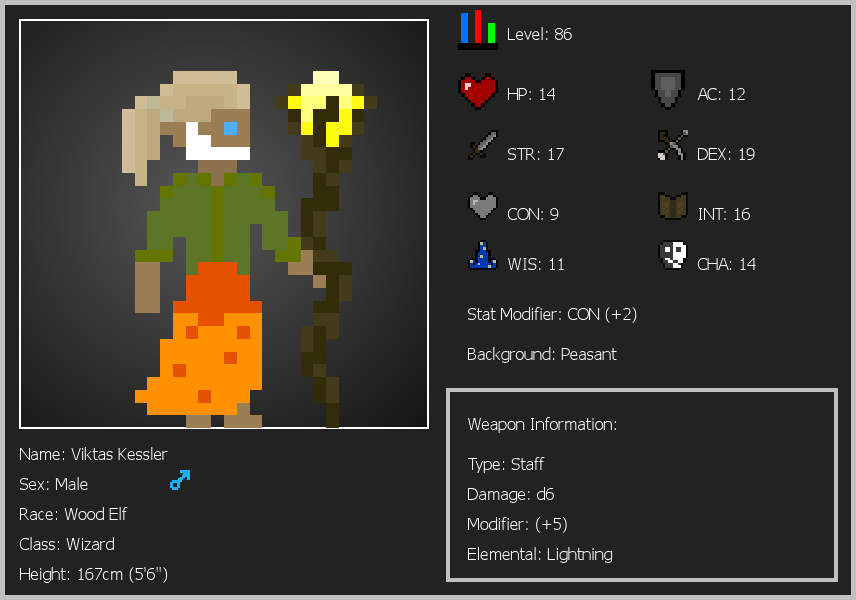 Level: 86
HP: 14
AC: 12
STR: 17
DEX: 19
CON: 9
INT: 16
WIS: 11
CHA: 14
Stat Modifier: CON (+2)
Background: Peasant
Weapon Information:
Type: Staff
Damage: d6
Modifier: (+5)
Elemental: Lightning
Name: Viktas Kessler
Sex: Male
Race: Wood Elf
Class: Wizard
Height: 167cm (5'6")